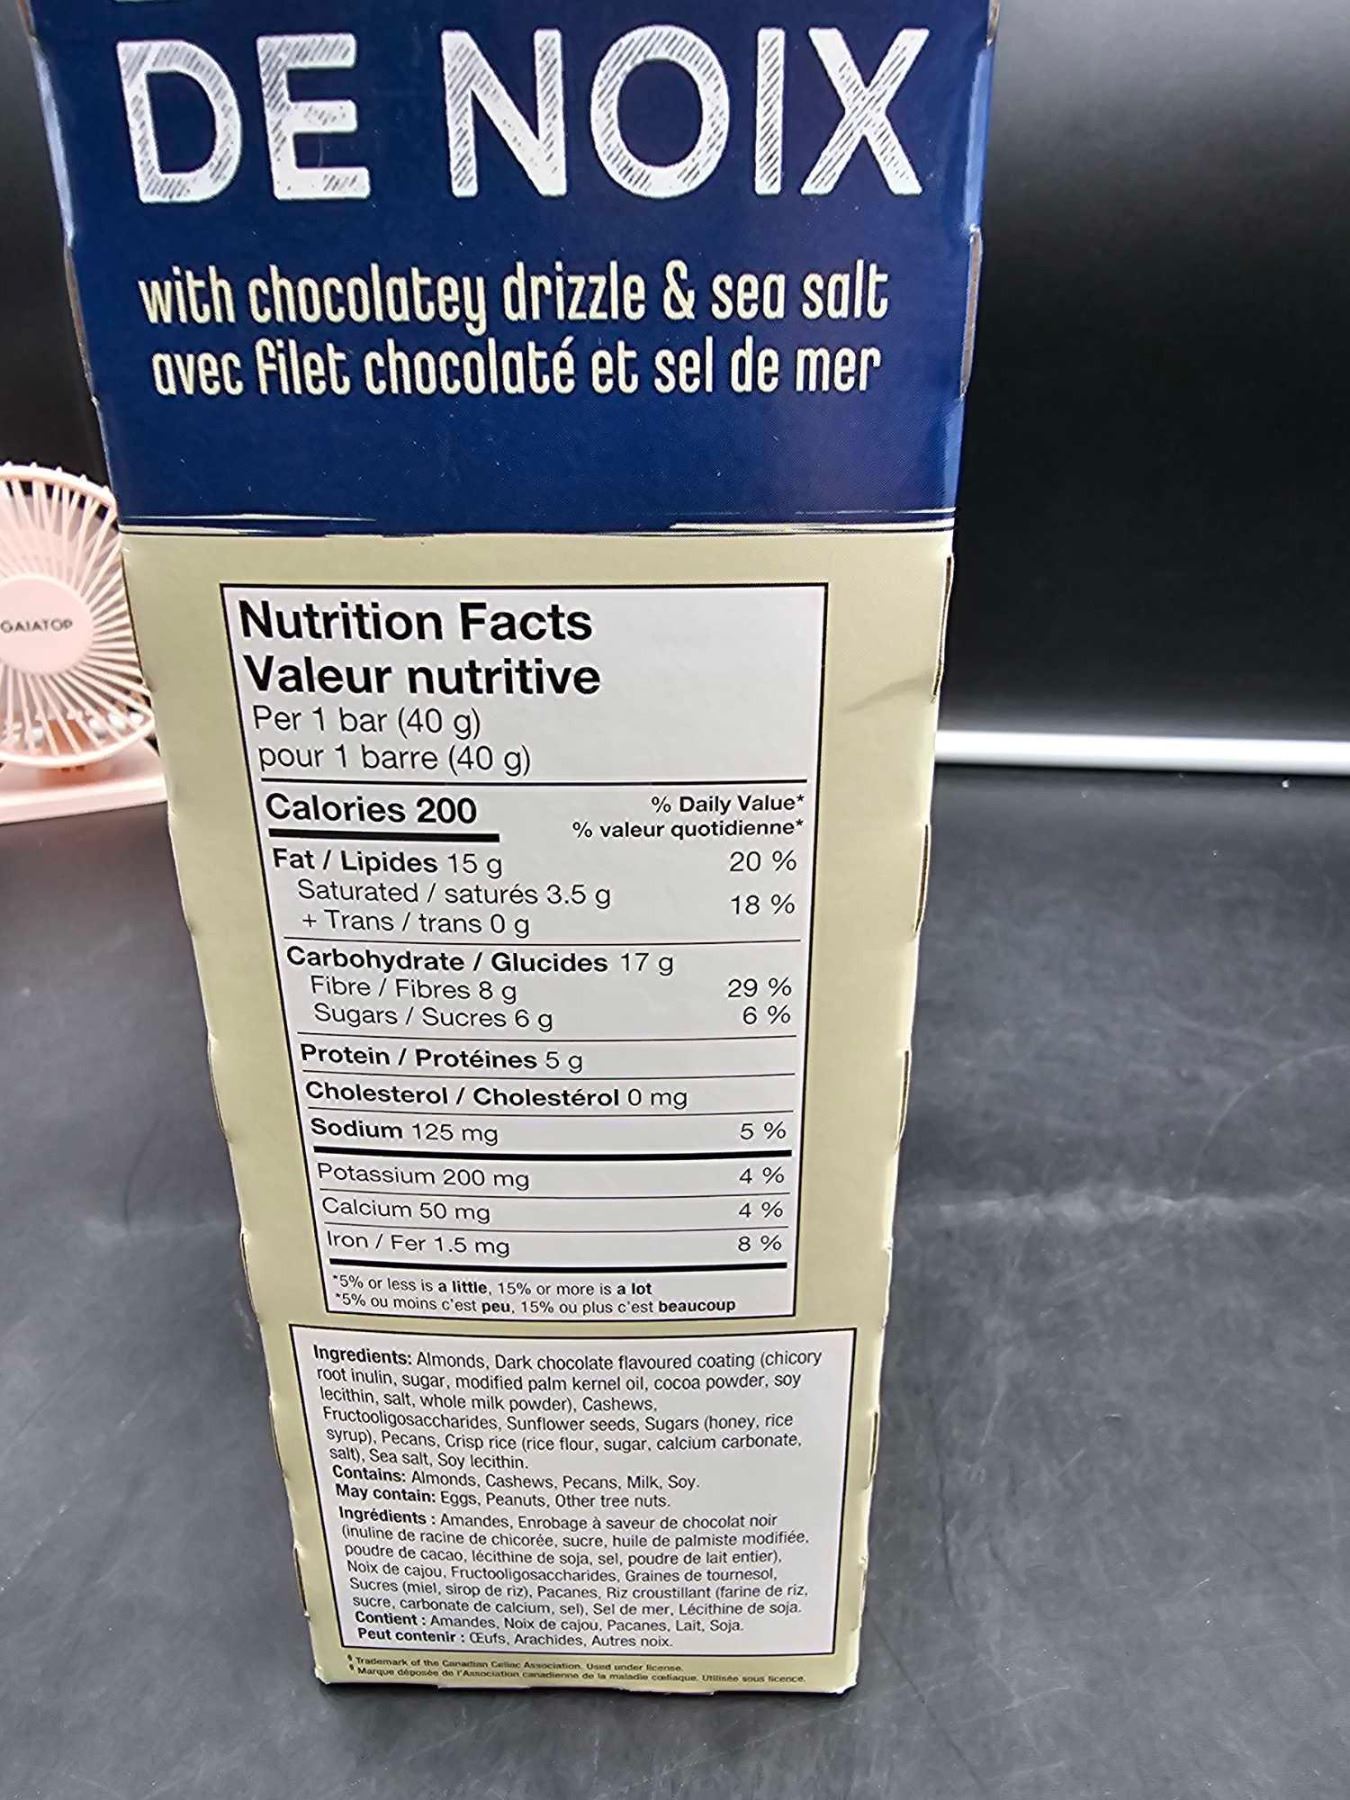 DE NOIX
with chocolatey drizzle & sea salt
avec filet chocolaté et sel de mer
GAIATOP
Nutrition Facts
Valeur nutritive
Per 1 bar (40 g)
pour 1 barre (40 g)
Calories 200
% Daily Value*
% valeur quotidienne*
Fat / Lipides 15 g 20 %
Saturated / saturés 3.5 g
+ Trans / trans 0 g 18 %
Carbohydrate / Glucides 17 g
Fibre / Fibres 8 g 29 %
Sugars / Sucres 6 g 6 %
Protein / Protéines 5 g
Cholesterol / Cholestérol 0 mg
Sodium 125 mg 5 %
Potassium 200 mg 4 %
Calcium 50 mg 4 %
Iron / Fer 1.5 mg 8 %
*5% or less is a little, 15% or more is a lot
*5% ou moins c'est peu, 15% ou plus c'est beaucoup
Ingredients: Almonds, Dark chocolate flavoured coating (chicory
root inulin, sugar, modified palm kernel oil, cocoa powder, soy
lecithin, salt, whole milk powder), Cashews,
Fructooligosaccharides, Sunflower seeds, Sugars (honey, rice
syrup), Pecans, Crisp rice (rice flour, sugar, calcium carbonate,
salt), Sea salt, Soy lecithin.
Contains: Almonds, Cashews, Pecans, Milk, Soy.
May contain: Eggs, Peanuts, Other tree nuts.
Ingrédients : Amandes, Enrobage à saveur de chocolat noir
(inuline de racine de chicorée, sucre, huile de palmiste modifiée,
poudre de cacao, lécithine de soja, sel, poudre de lait entier),
Noix de cajou, Fructooligosaccharides, Graines de tournesol,
Sucres (miel, sirop de riz), Pacanes, Riz croustillant (farine de riz,
sucre, carbonate de calcium, sel), Sel de mer, Lécithine de soja.
Contient : Amandes, Noix de cajou, Pacanes, Lait, Soja.
Peut contenir : Œufs, Arachides, Autres noix.
Trademark of the Canadian Celiac Association. Used under license.
Marque déposée de l'Association canadienne de la maladie cœliaque. Utilisée sous licence.